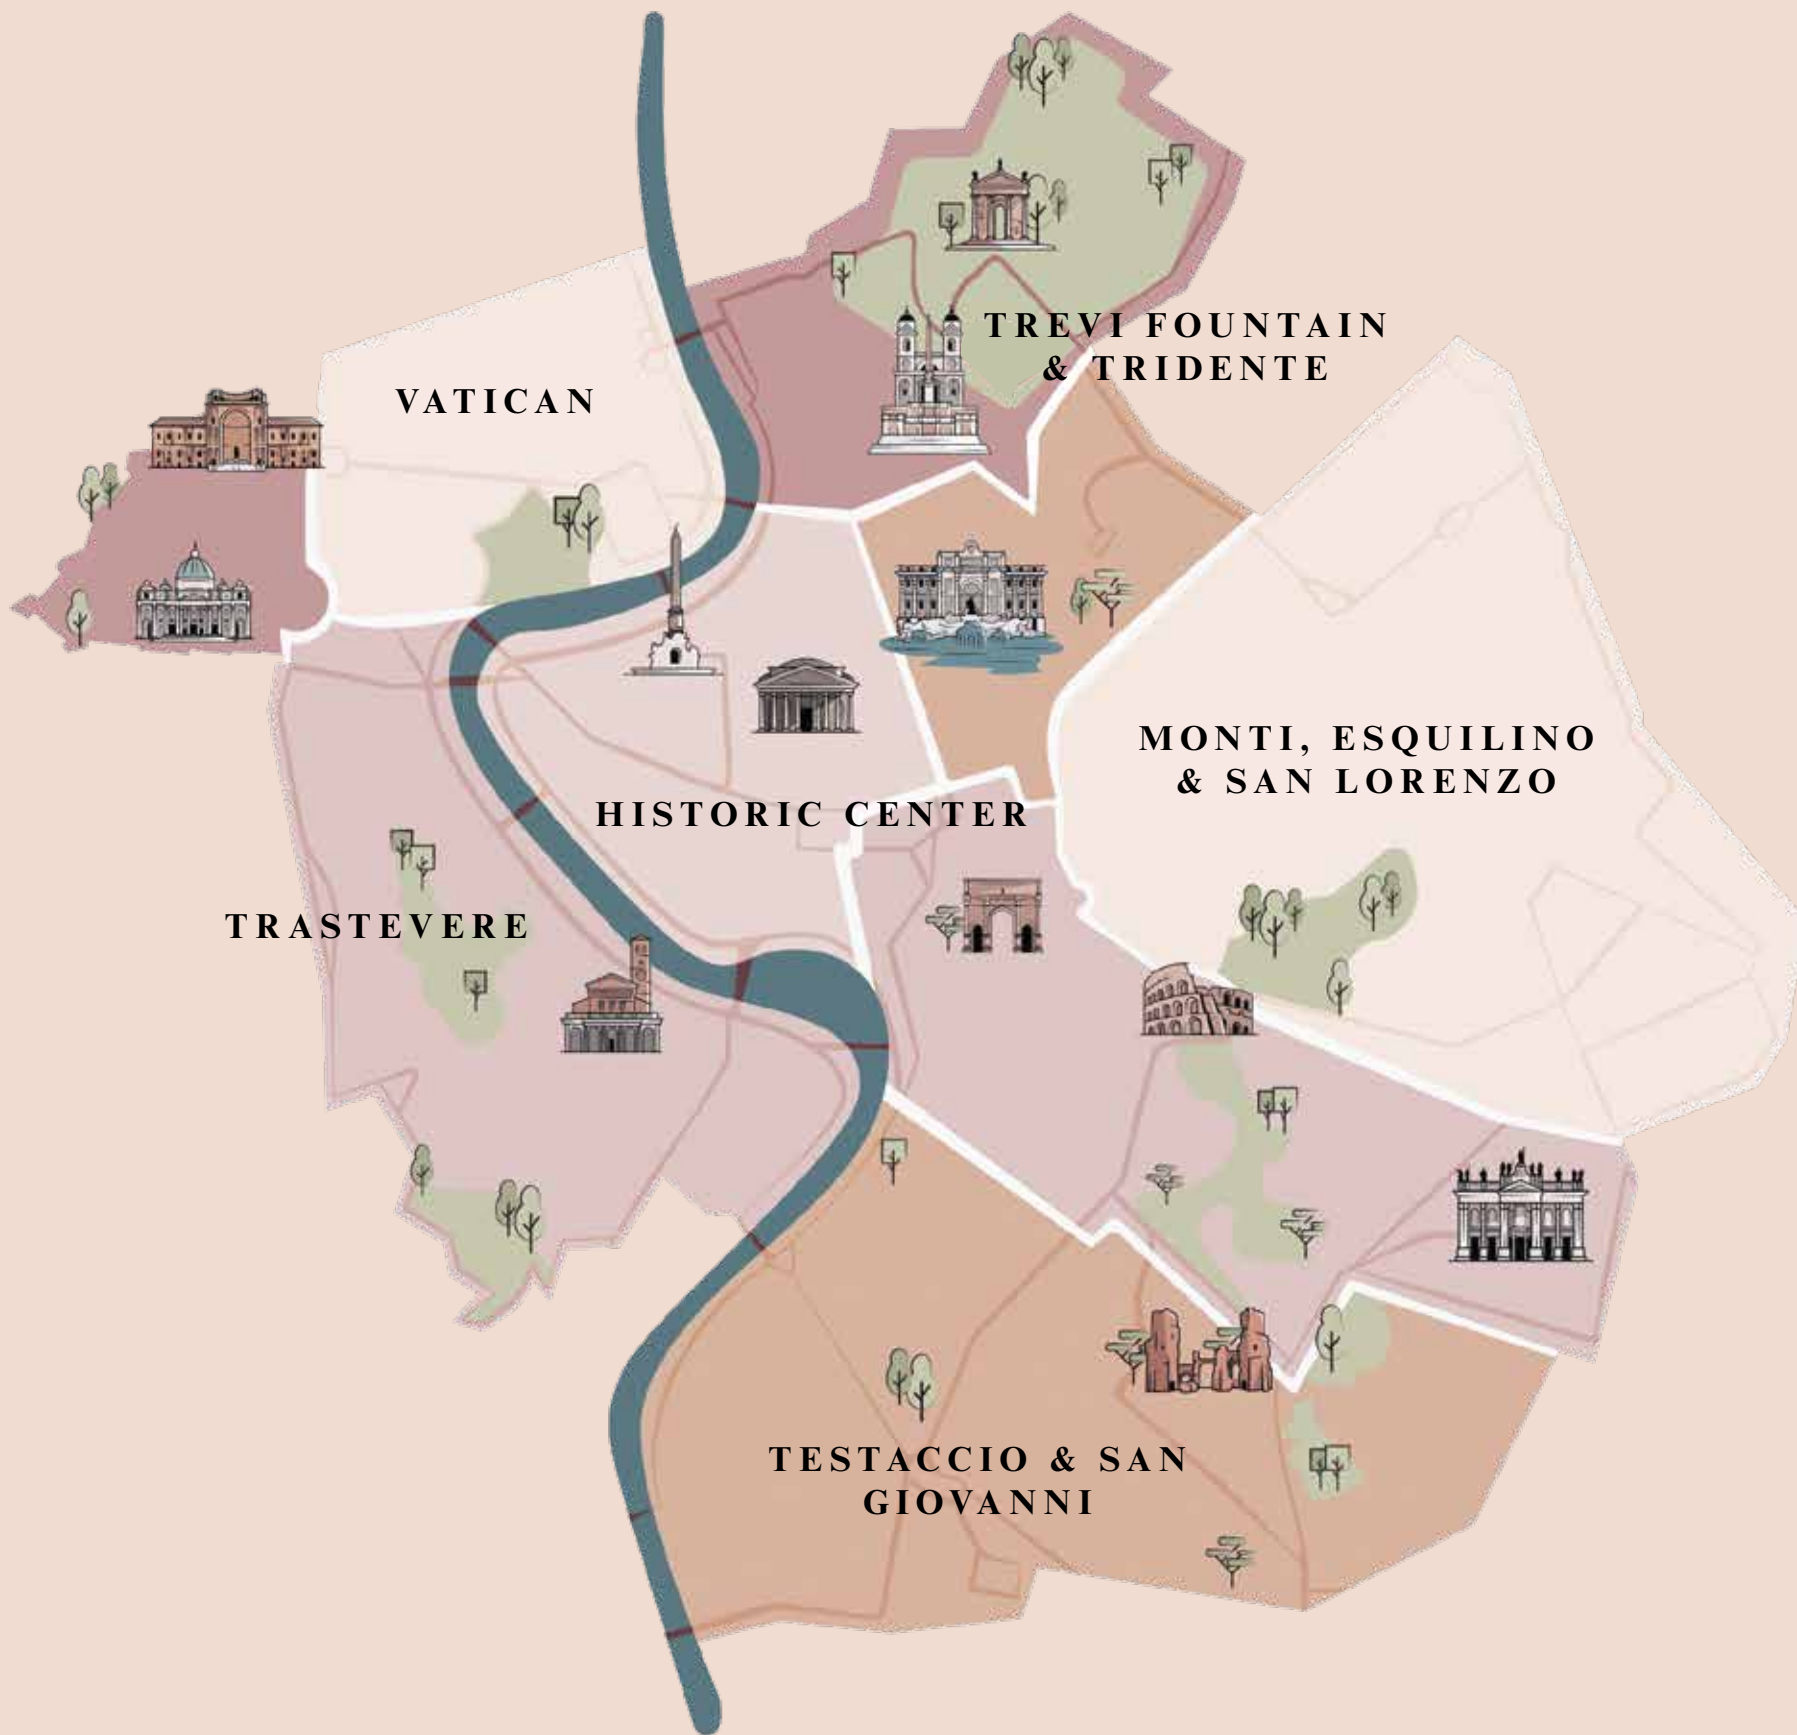 TREVI FOUNTAIN
& TRIDENTE
VATICAN
MONTI, ESQUILINO
& SAN LORENZO
HISTORIC CENTER
TRASTEVERE
TESTACCIO & SAN
GIOVANNI